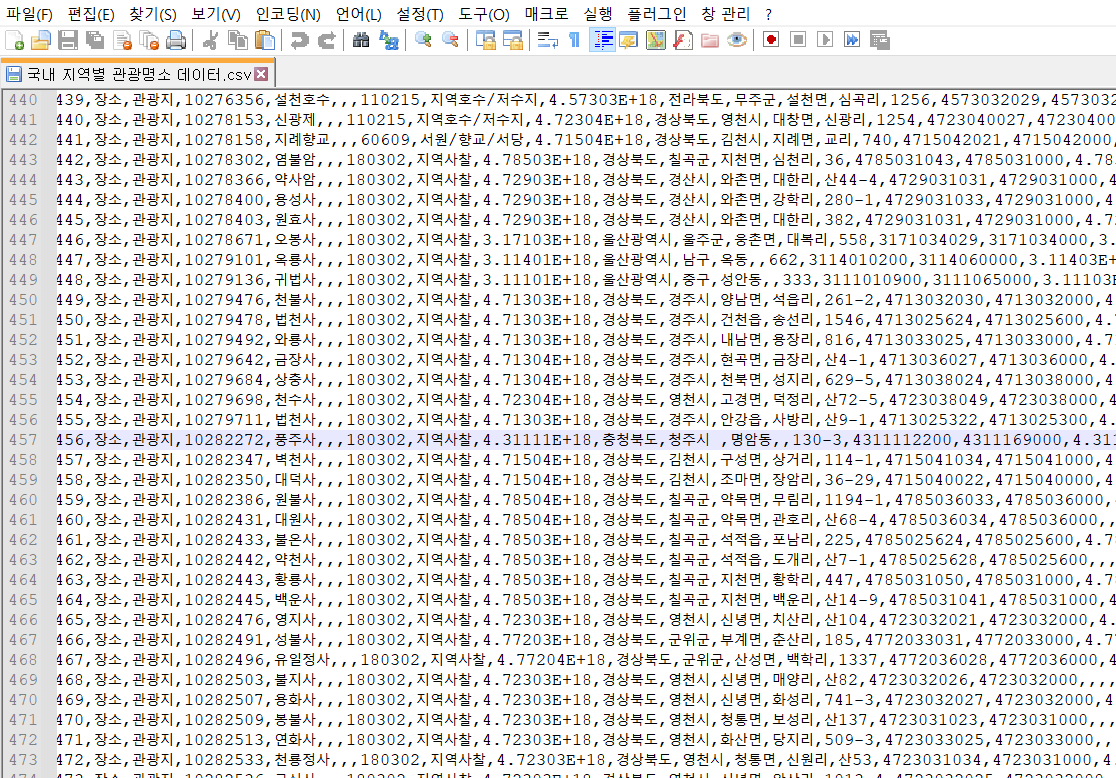 파일(F) 편집(E) 찾기(S) 보기(V) 인코딩(N) 언어(L) 설정(T) 도구(O) 매크로 실행 플러그인 창 관리 ?
국내 지역별 관광명소 데이터.csv
440 439,장소,관광지,10276356,설천호수,,,110215,지역호수/저수지,4.57303E+18,전라북도,무주군,설천면,심곡리,1256,4573032029,4573032
441 440,장소,관광지,10278153,신광제,,,110215,지역호수/저수지,4.72304E+18,경상북도,영천시,대창면,신광리,1254,4723040027,47230400
442 441,장소,관광지,10278158,지례향교,,,60609,서원/향교/서당,4.71504E+18,경상북도,김천시,지례면,교리,740,4715042021,4715042000,
443 442,장소,관광지,10278302,염불암,,,180302,지역사찰,4.78503E+18,경상북도,칠곡군,지천면,심천리,36,4785031043,4785031000,4.785
444 443,장소,관광지,10278366,약사암,,,180302,지역사찰,4.72903E+18,경상북도,경산시,와촌면,대한리,산44-4,4729031031,4729031000,4
445 444,장소,관광지,10278400,용성사,,,180302,지역사찰,4.72903E+18,경상북도,경산시,와촌면,강학리,280-1,4729031033,4729031000,4
446 445,장소,관광지,10278403,원효사,,,180302,지역사찰,4.72903E+18,경상북도,경산시,와촌면,대한리,382,4729031031,4729031000,4.72
447 446,장소,관광지,10278671,오봉사,,,180302,지역사찰,3.17103E+18,울산광역시,울주군,웅촌면,대복리,558,3171034029,3171034000,3.
448 447,장소,관광지,10279101,옥룡사,,,180302,지역사찰,3.11401E+18,울산광역시,남구,옥동,,662,3114010200,3114060000,3.11403E+
449 448,장소,관광지,10279136,귀법사,,,180302,지역사찰,3.11101E+18,울산광역시,중구,성안동,,333,3111010900,3111065000,3.11103E
450 449,장소,관광지,10279476,천불사,,,180302,지역사찰,4.71303E+18,경상북도,경주시,양남면,석읍리,261-2,4713032030,4713032000,4
451 450,장소,관광지,10279478,법천사,,,180302,지역사찰,4.71303E+18,경상북도,경주시,건천읍,송선리,1546,4713025624,4713025600,4.7
452 451,장소,관광지,10279492,와룡사,,,180302,지역사찰,4.71303E+18,경상북도,경주시,내남면,용장리,816,4713033025,4713033000,4.71
453 452,장소,관광지,10279642,금장사,,,180302,지역사찰,4.71304E+18,경상북도,경주시,현곡면,금장리,산4-1,4713036027,4713036000,4.
454 453,장소,관광지,10279684,상충사,,,180302,지역사찰,4.71304E+18,경상북도,경주시,천북면,성지리,629-5,4713038024,4713038000,4
455 454,장소,관광지,10279698,천수사,,,180302,지역사찰,4.72304E+18,경상북도,영천시,고경면,덕정리,산72-5,4723038049,4723038000,4
456 455,장소,관광지,10279711,법천사,,,180302,지역사찰,4.71303E+18,경상북도,경주시,안강읍,사방리,산9-1,4713025322,4713025300,4.
457 456,장소,관광지,10282272,풍주사,,,180302,지역사찰,4.31111E+18,충청북도,청주시 ,명암동,,130-3,4311112200,4311169000,4.311
458 457,장소,관광지,10282347,벽천사,,,180302,지역사찰,4.71504E+18,경상북도,김천시,구성면,상거리,114-1,4715041034,4715041000,4
459 458,장소,관광지,10282350,대덕사,,,180302,지역사찰,4.71504E+18,경상북도,김천시,조마면,장암리,36-29,4715040022,4715040000,4
460 459,장소,관광지,10282386,원불사,,,180302,지역사찰,4.78504E+18,경상북도,칠곡군,약목면,무림리,1194-1,4785036033,4785036000,
461 460,장소,관광지,10282431,대원사,,,180302,지역사찰,4.78504E+18,경상북도,칠곡군,약목면,관호리,산68-4,4785036034,4785036000,,
462 461,장소,관광지,10282433,불온사,,,180302,지역사찰,4.78503E+18,경상북도,칠곡군,석적읍,포남리,225,4785025624,4785025600,4.78
463 462,장소,관광지,10282442,약천사,,,180302,지역사찰,4.78503E+18,경상북도,칠곡군,석적읍,도개리,산7-1,4785025628,4785025600,,,
464 463,장소,관광지,10282443,황룡사,,,180302,지역사찰,4.78503E+18,경상북도,칠곡군,지천면,황학리,447,4785031050,4785031000,4.7
465 464,장소,관광지,10282445,백운사,,,180302,지역사찰,4.78503E+18,경상북도,칠곡군,지천면,백운리,산14-9,4785031041,4785031000,4
466 465,장소,관광지,10282476,영지사,,,180302,지역사찰,4.72303E+18,경상북도,영천시,신녕면,치산리,산104,4723032021,4723032000,4.
467 466,장소,관광지,10282491,성불사,,,180302,지역사찰,4.77203E+18,경상북도,군위군,부계면,춘산리,185,4772033031,4772033000,4.7
468 467,장소,관광지,10282496,유일정사,,,180302,지역사찰,4.77204E+18,경상북도,군위군,산성면,백학리,1337,4772036028,4772036000,4
469 468,장소,관광지,10282503,불지사,,,180302,지역사찰,4.72303E+18,경상북도,영천시,신녕면,매양리,산82,4723032026,4723032000,,,,
470 469,장소,관광지,10282507,용화사,,,180302,지역사찰,4.72303E+18,경상북도,영천시,신녕면,화성리,741-3,4723032027,4723032000,4
471 470,장소,관광지,10282509,봉불사,,,180302,지역사찰,4.72303E+18,경상북도,영천시,청통면,보성리,산137,4723031023,4723031000,,,
472 471,장소,관광지,10282513,연화사,,,180302,지역사찰,4.72303E+18,경상북도,영천시,화산면,당지리,509-3,4723033025,4723033000,,
473 472,장소,관광지,10282533,천룡정사,,,180302,지역사찰,4.72303E+18,경상북도,영천시,청통면,신원리,산53,4723031034,4723031000,4